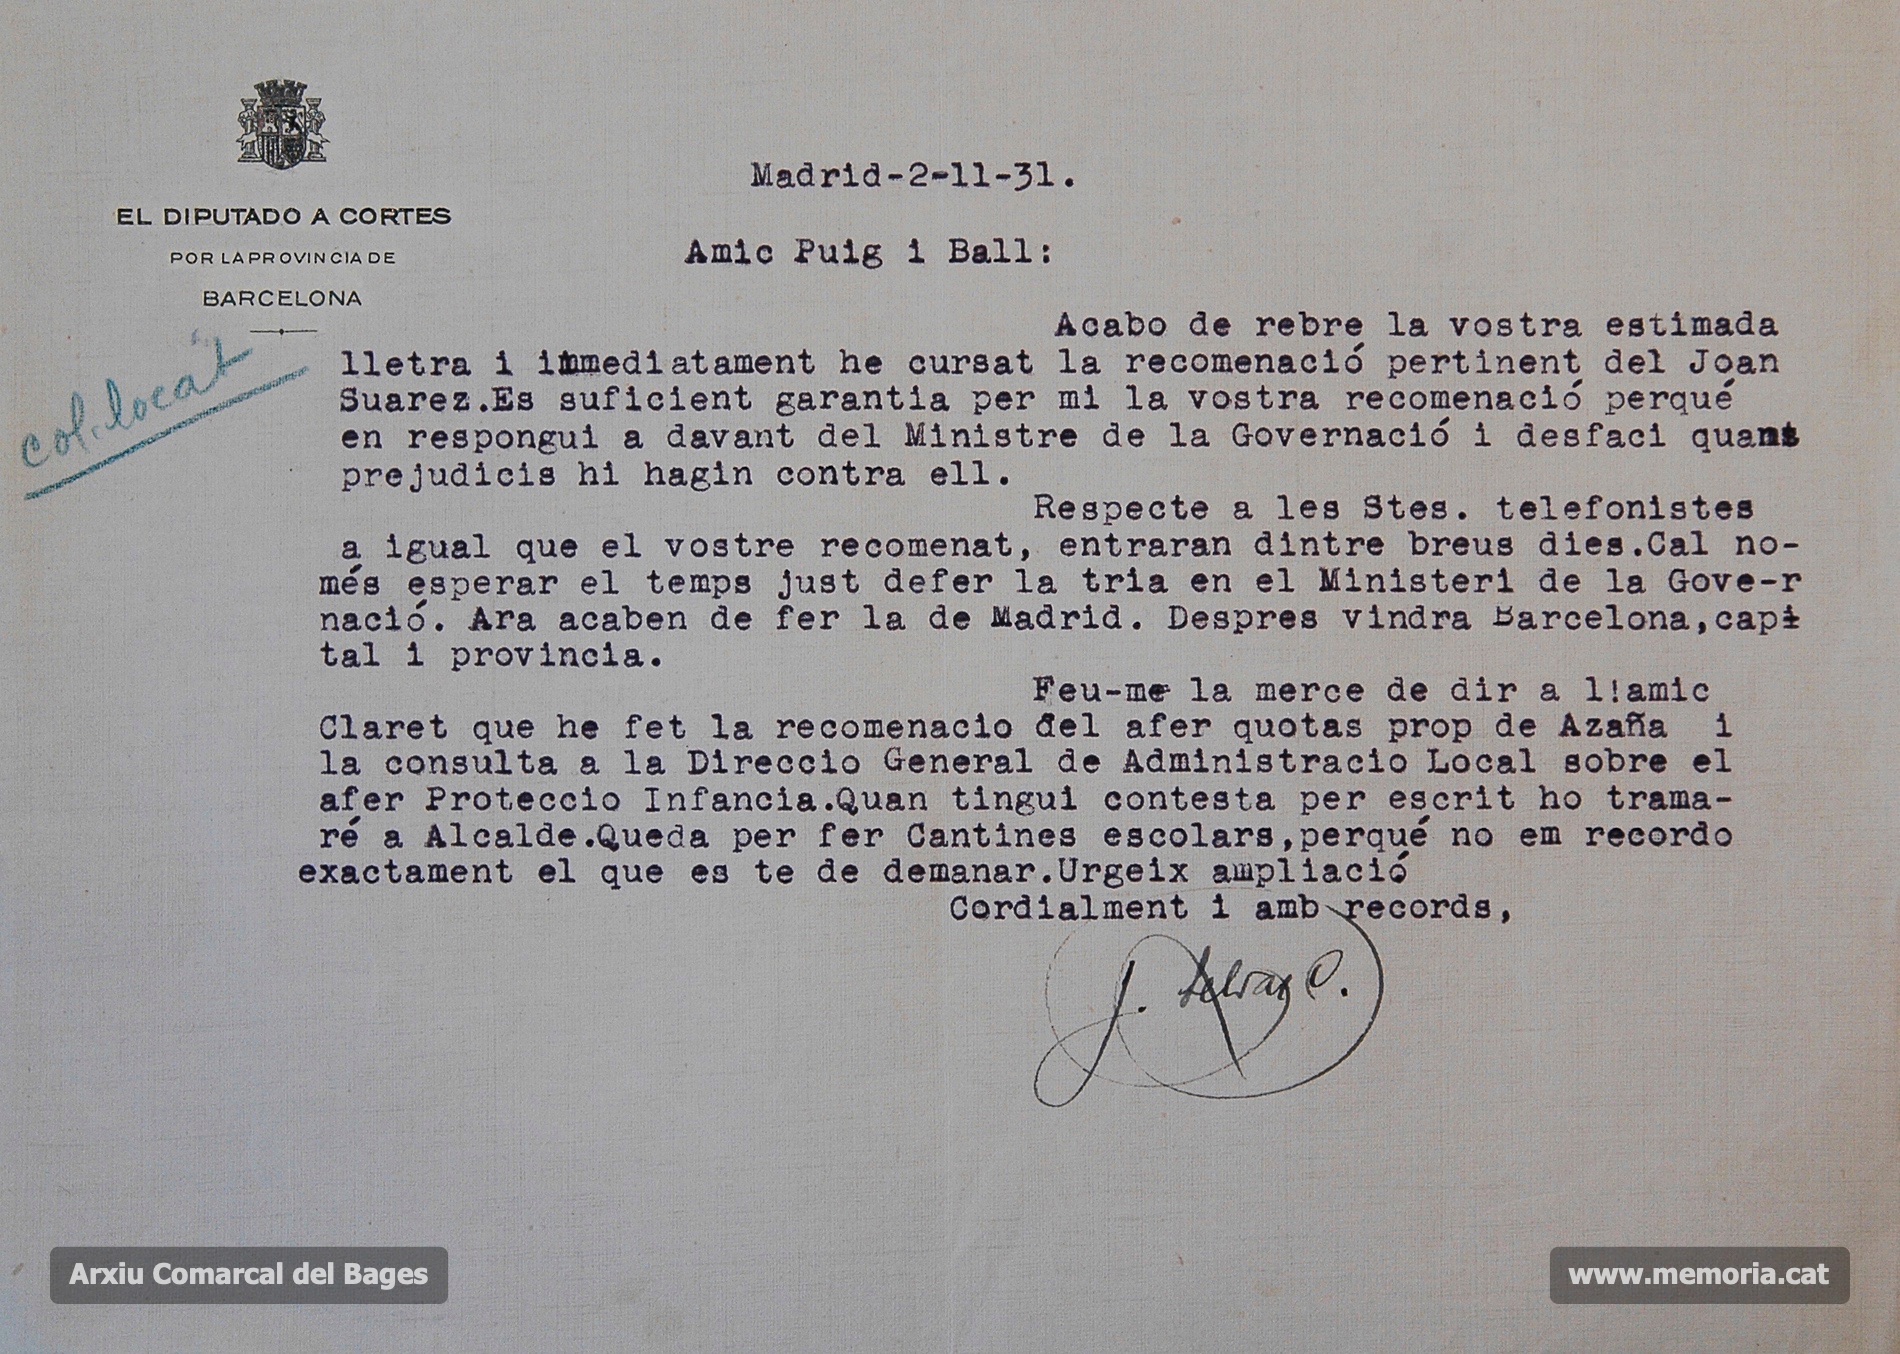 EL DIPUTADO A CORTES
POR LA PROVINCIA DE
BARCELONA
col.locat
Madrid-2-11-31.
Amic Puig i Ball:
Acabo de rebre la vostra estimada
lletra i immediatament he cursat la recomenació pertinent del Joan
Suarez.Es suficient garantia per mi la vostra recomenació perqué
en respongui a davant del Ministre de la Governació i desfaci quants
prejudicis hi hagin contra ell.
Respecte a les Stes. telefonistes
a igual que el vostre recomenat, entraran dintre breus dies.Cal no-
més esperar el temps just defer la tria en el Ministeri de la Gove-r
nació. Ara acaben de fer la de Madrid. Despres vindra Barcelona,capi
tal i provincia.
Feu-me la merce de dir a l!amic
Claret que he fet la recomenacio del afer quotas prop de Azaña i
la consulta a la Direccio General de Administracio Local sobre el
afer Proteccio Infancia.Quan tingui contesta per escrit ho trama-
ré a Alcalde.Queda per fer Cantines escolars,perqué no em recordo
exactament el que es te de demanar.Urgeix ampliació
Cordialment i amb records,
J. Selvas C.
Arxiu Comarcal del Bages
www.memoria.cat